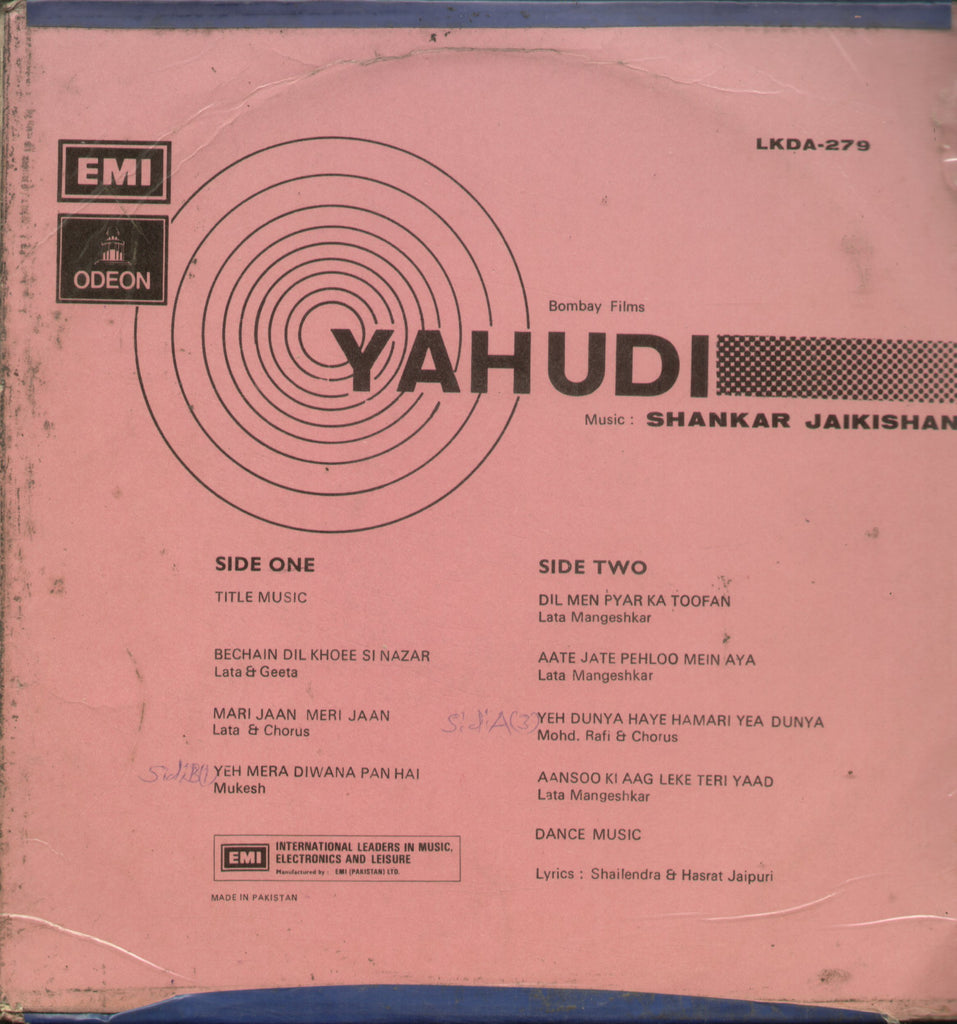 EMI
ODEON
LKDA-279
Bombay Films
YAHUDI
Music : SHANKAR JAIKISHAN
SIDE ONE
TITLE MUSIC
BECHAIN DIL KHOEE SI NAZAR
Lata & Geeta
MARI JAAN MERI JAAN
Lata & Chorus
YEH MERA DIWANA PAN HAI
Mukesh
SIDE TWO
DIL MEN PYAR KA TOOFAN
Lata Mangeshkar
AATE JATE PEHLOO MEIN AYA
Lata Mangeshkar
SidiA(3) YEH DUNYA HAYE HAMARI YEA DUNYA
Mohd. Rafi & Chorus
AANSOO KI AAG LEKE TERI YAAD
Lata Mangeshkar
DANCE MUSIC
Lyrics : Shailendra & Hasrat Jaipuri
EMI
INTERNATIONAL LEADERS IN MUSIC,
ELECTRONICS AND LEISURE
Manufactured by : EMI (PAKISTAN) LTD.
MADE IN PAKISTAN